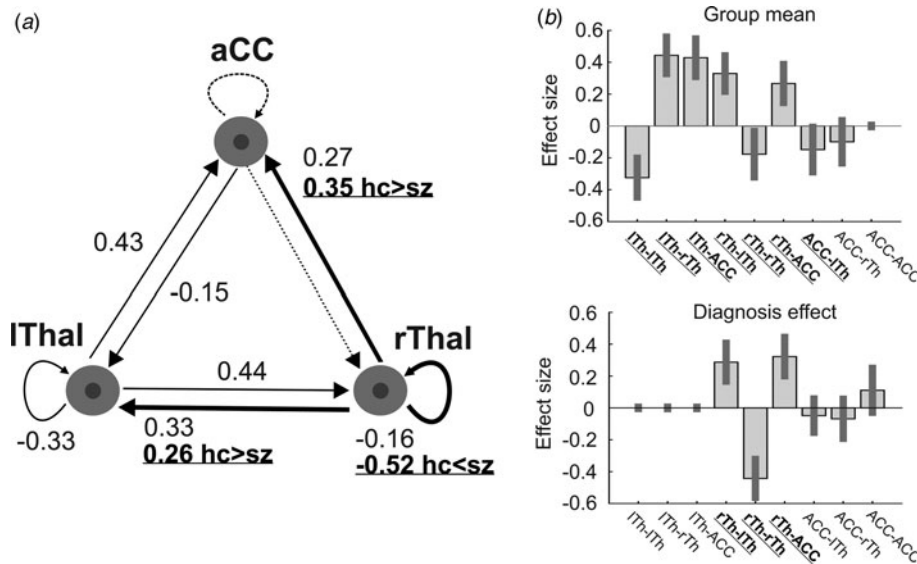 (a)
aCC
0.27
0.35 hc>sz
0.43
-0.15
lThal
rThal
0.44
-0.33
0.33
0.26 hc>sz
-0.16
-0.52 hc<sz
(b)
Group mean
Effect size
0.6
0.4
0.2
0
-0.2
-0.4
-0.6
lTh-lTh
lTh-rTh
lTh-ACC
rTh-lTh
rTh-rTh
rTh-ACC
ACC-lTh
ACC-rTh
ACC-ACC
Diagnosis effect
Effect size
0.6
0.4
0.2
0
-0.2
-0.4
0.6
lTh-lTh
lTh-rTh
lTh-ACC
rTh-lTh
rTh-rTh
rTh-ACC
ACC-lTh
ACC-rTh
ACC-ACC